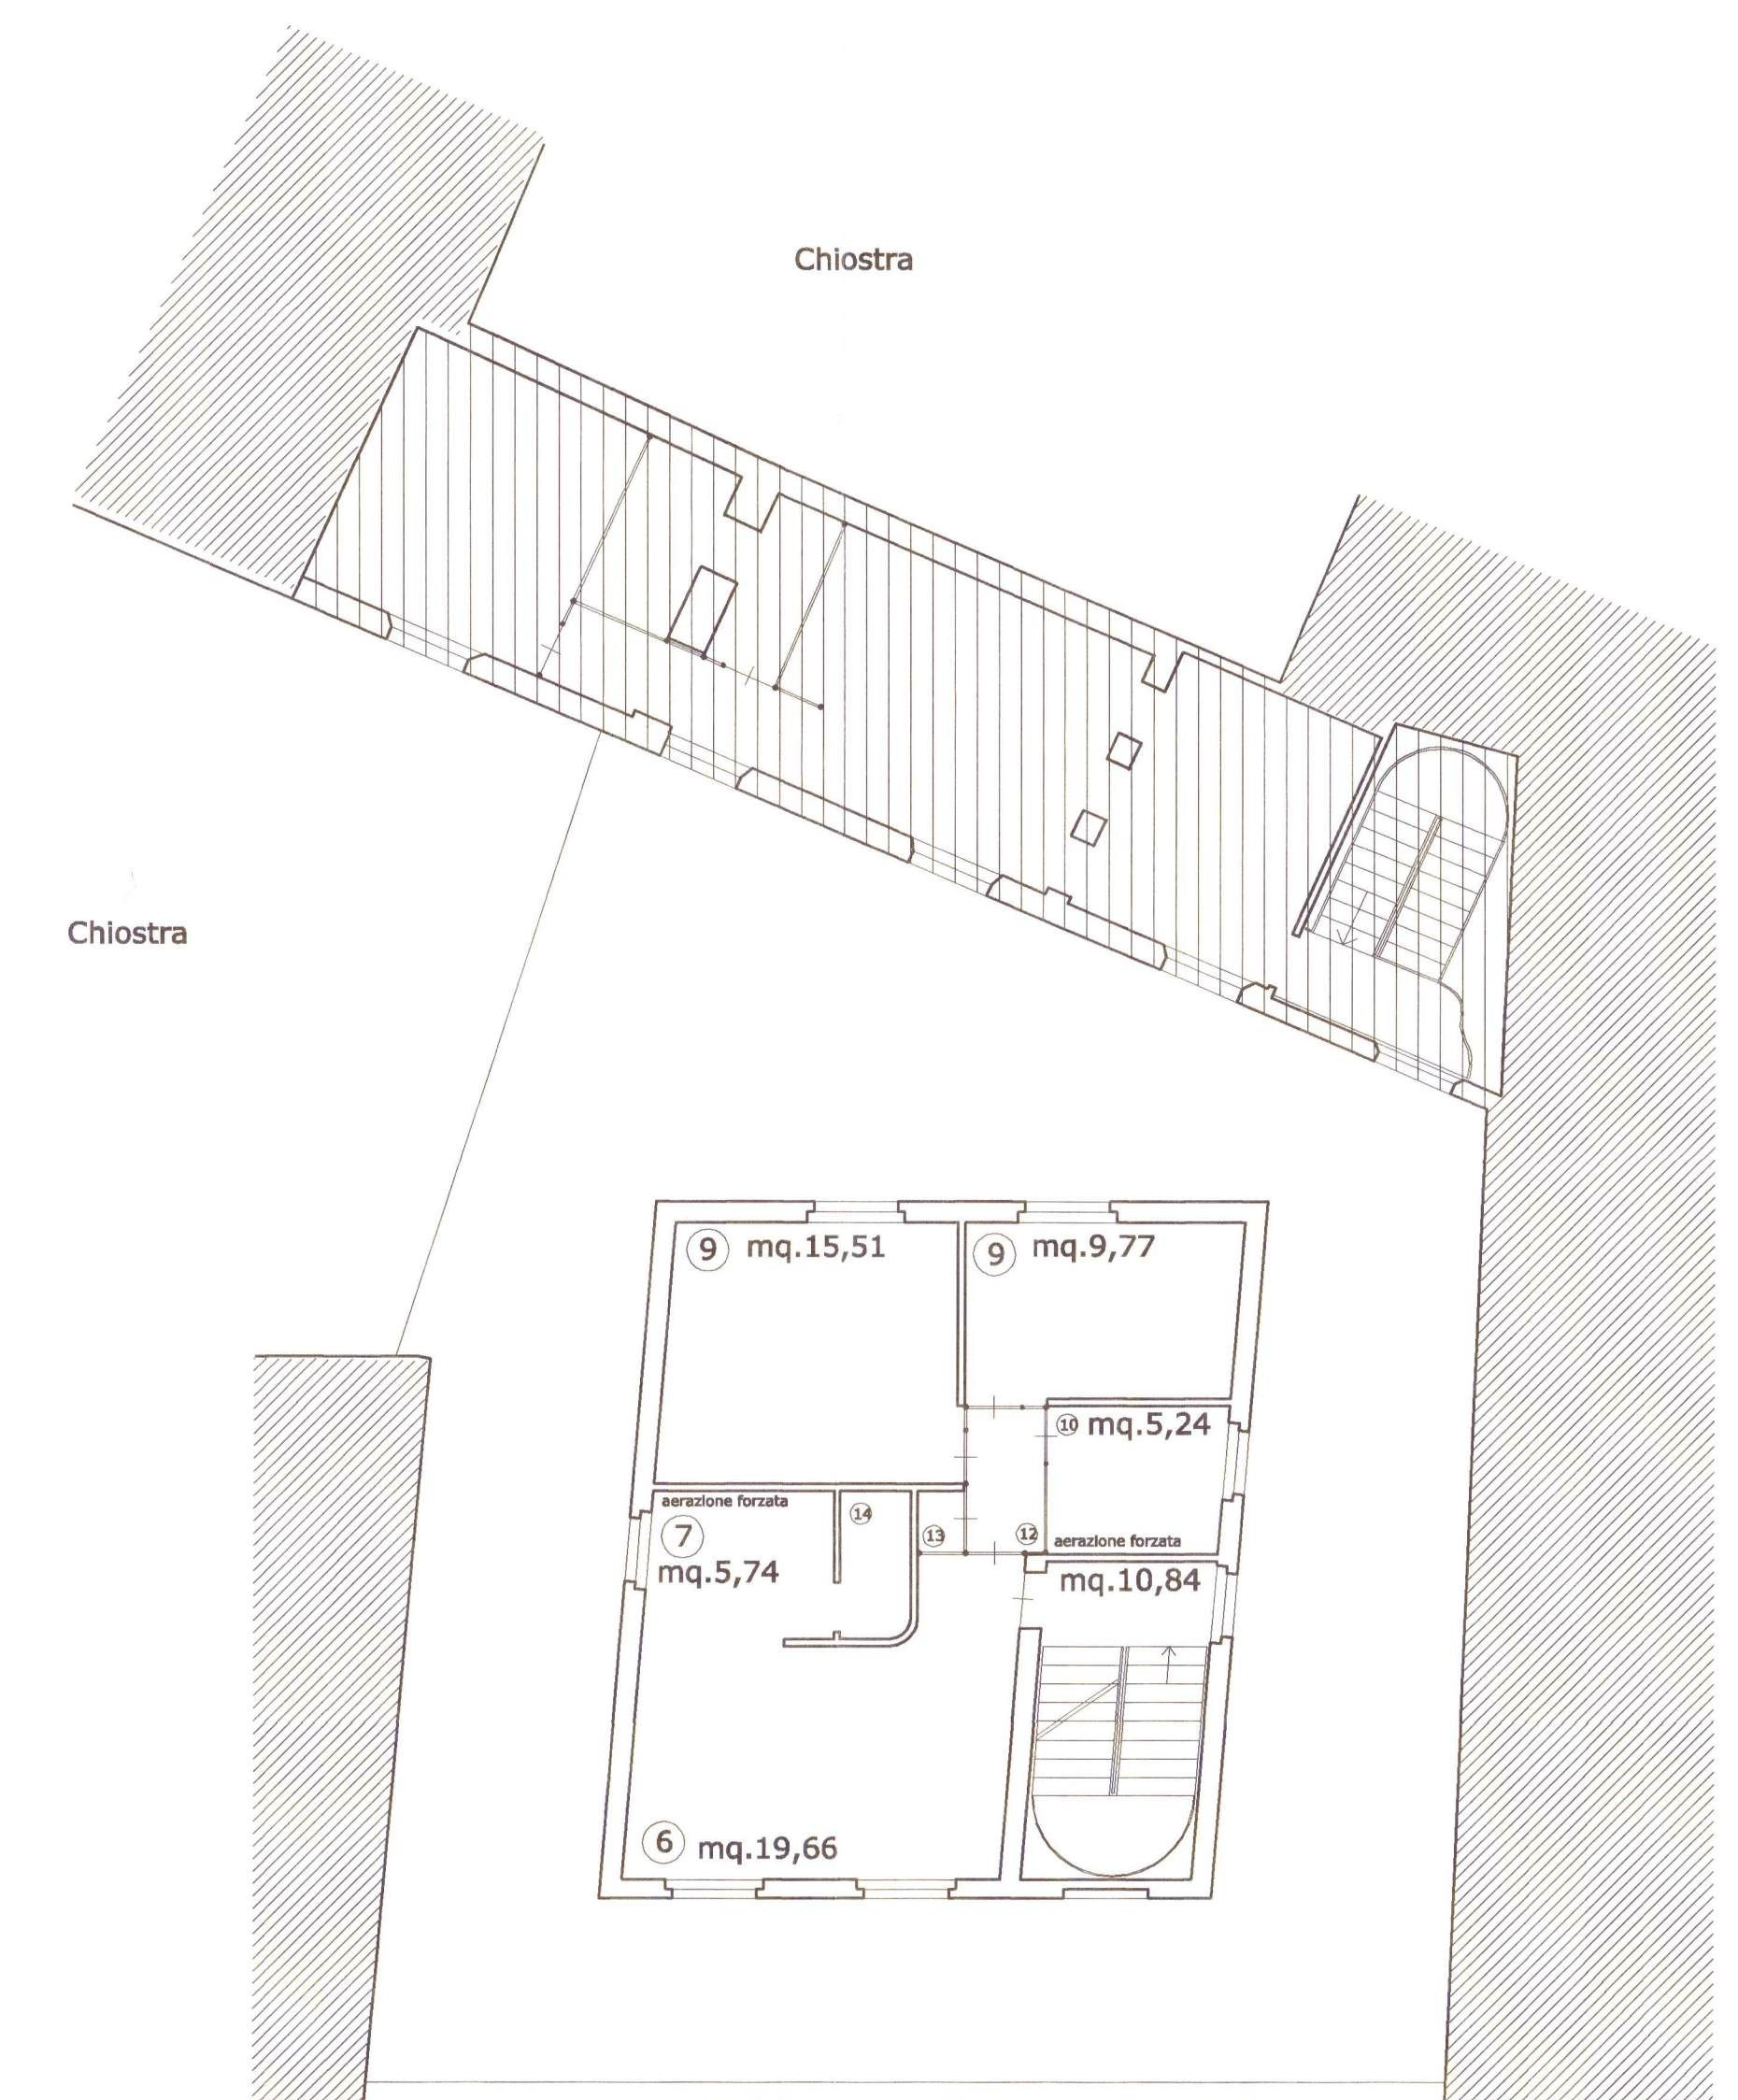 Chiostra
Chiostra
9 mq.15,51
9 mq.9,77
10 mq.5,24
aerazione forzata
14
7
mq.5,74
13
12
aerazione forzata
mq.10,84
6 mq.19,66